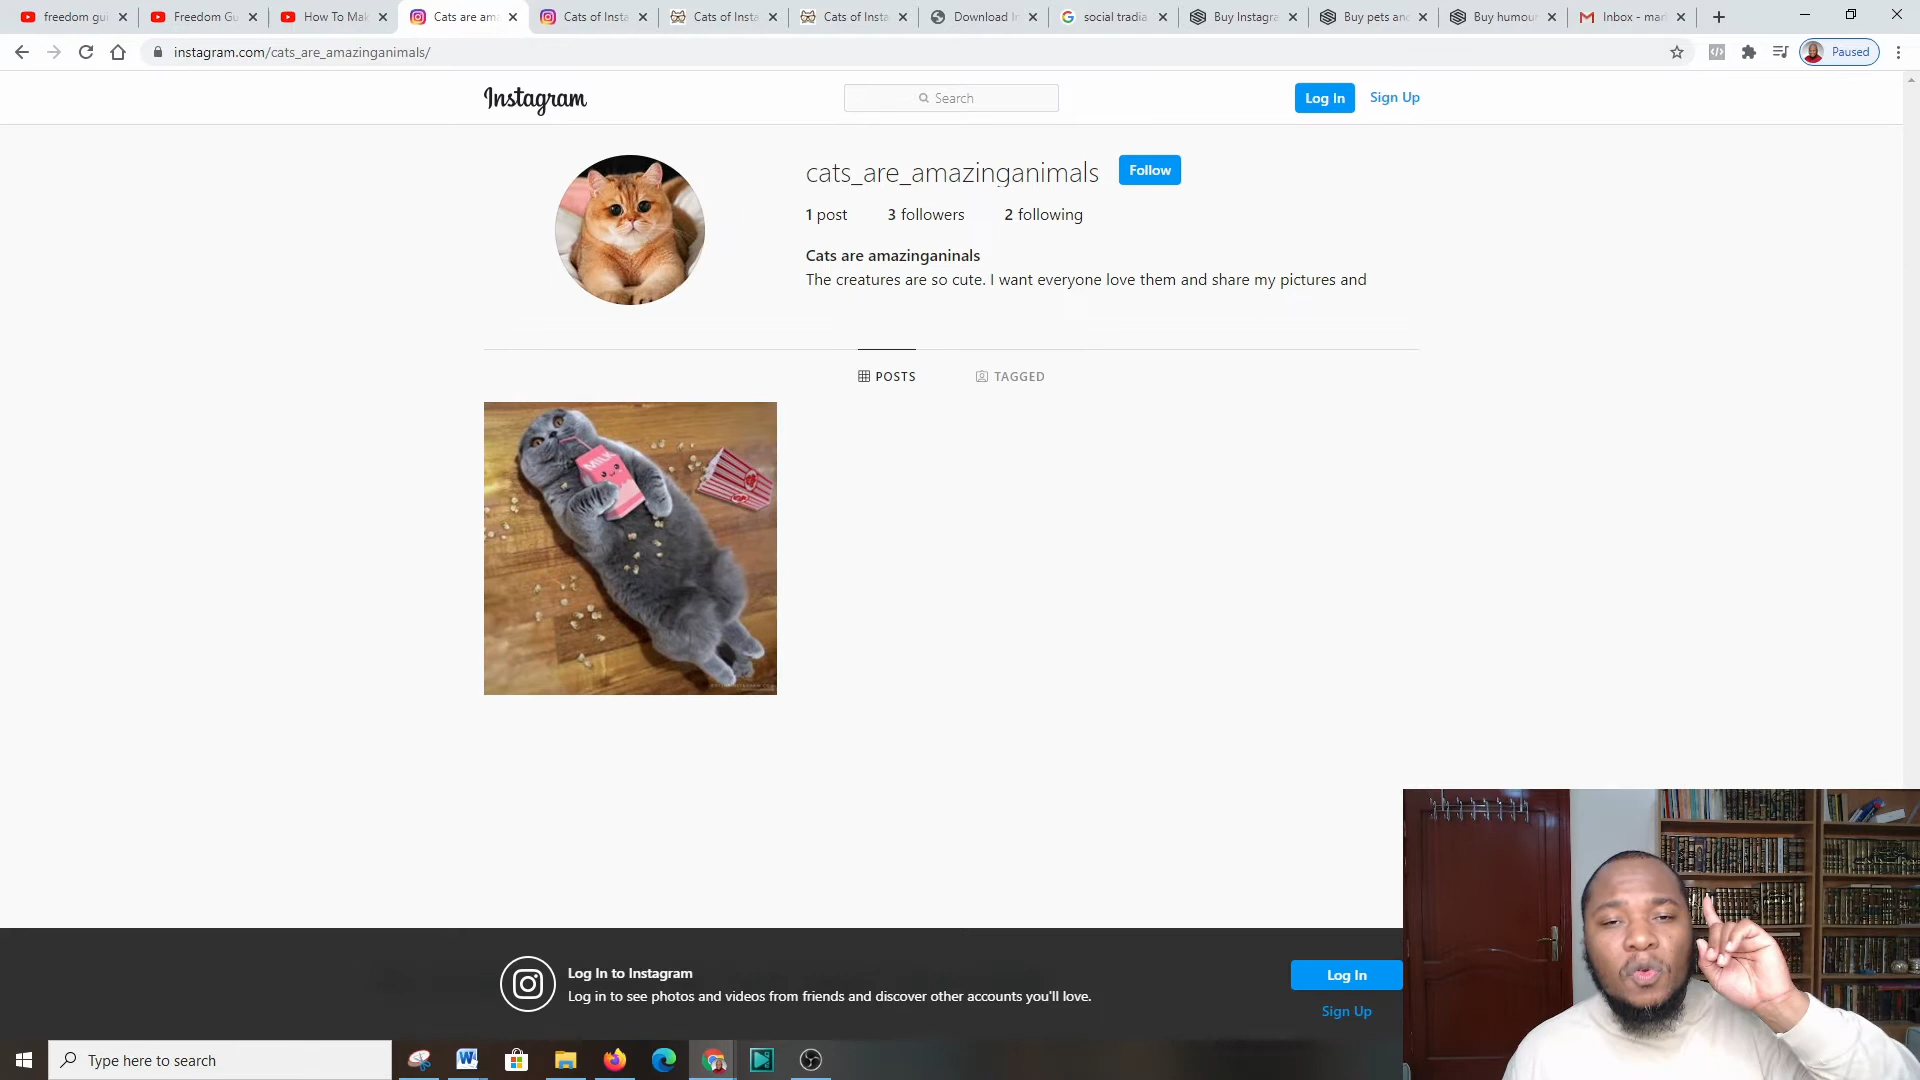 freedom gui
Freedom Gu
How To Mak
Cats are ama
Cats of Insta
Cats of Insta
Cats of Insta
Download In
social tradia
Buy Instagra
Buy pets and
Buy humour
Inbox - mari
instagram.com/cats_are_amazinganimals/
Paused
Instagram
Search
Log In
Sign Up
cats_are_amazinganimals
Follow
1 post 3 followers 2 following
Cats are amazinganinals
The creatures are so cute. I want everyone love them and share my pictures and
POSTS
TAGGED
MILK
Log In to Instagram
Log in to see photos and videos from friends and discover other accounts you'll love.
Log In
Sign Up
Type here to search